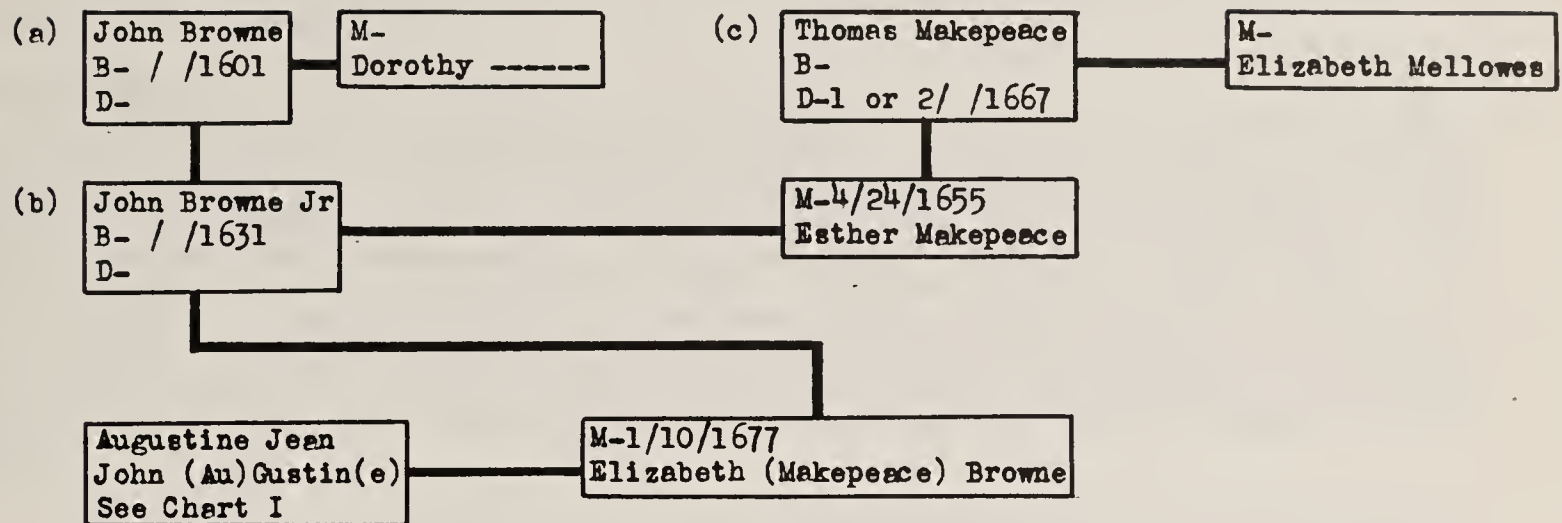 (a)
John Browne
B- / /1601
D-
M-
Dorothy ------
(c)
Thomas Makepeace
B-
D-1 or 2/ /1667
M-
Elizabeth Mellowes
(b)
John Browne Jr
B- / /1631
D-
M-4/24/1655
Esther Makepeace
Augustine Jean
John (Au)Gustin(e)
See Chart I
M-1/10/1677
Elizabeth (Makepeace) Browne